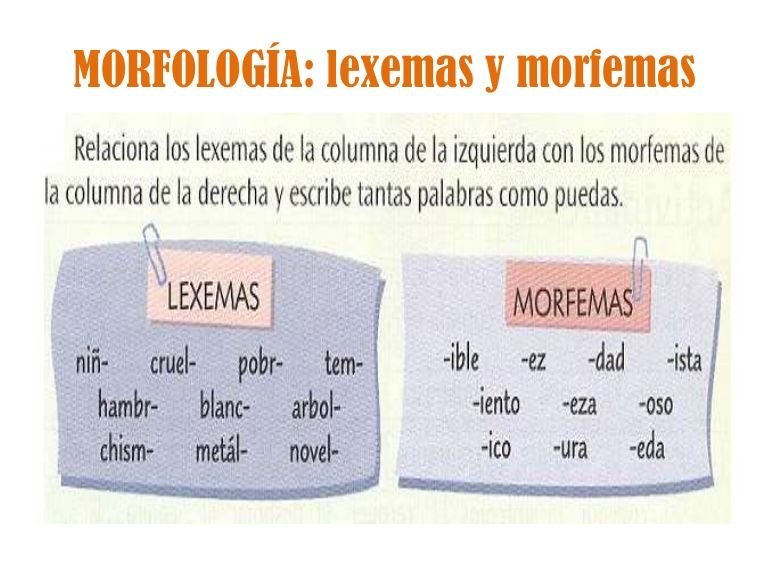 MORFOLOGÍA: lexemas y morfemas
Relaciona los lexemas de la columna de la izquierda con los morfemas de
la columna de la derecha y escribe tantas palabras como puedas.
LEXEMAS
niñ- cruel- pobr- tem-
hambr- blanc- arbol-
chism- metál- novel-
MORFEMAS
-ible -ez -dad -ista
-iento -eza -oso
-ico -ura -eda